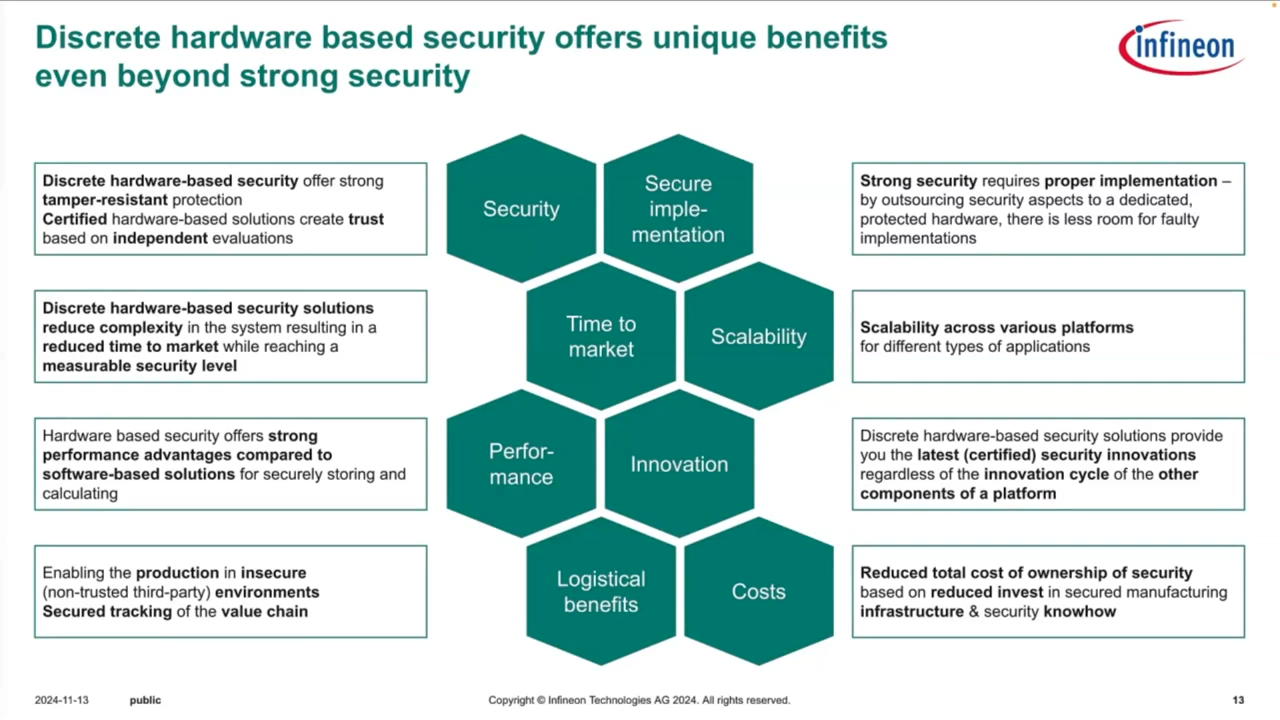 Discrete hardware based security offers unique benefits
even beyond strong security
infineon
Discrete hardware-based security offer strong
tamper-resistant protection
Certified hardware-based solutions create trust
based on independent evaluations
Security
Secure
imple-
mentation
Strong security requires proper implementation –
by outsourcing security aspects to a dedicated,
protected hardware, there is less room for faulty
implementations
Discrete hardware-based security solutions
reduce complexity in the system resulting in a
reduced time to market while reaching a
measurable security level
Time to
market
Scalability
Scalability across various platforms
for different types of applications
Hardware based security offers strong
performance advantages compared to
software-based solutions for securely storing and
calculating
Perfor-
mance
Innovation
Discrete hardware-based security solutions provide
you the latest (certified) security innovations
regardless of the innovation cycle of the other
components of a platform
Enabling the production in insecure
(non-trusted third-party) environments
Secured tracking of the value chain
Logistical
benefits
Costs
Reduced total cost of ownership of security
based on reduced invest in secured manufacturing
infrastructure & security knowhow
2024-11-13 public Copyright © Infineon Technologies AG 2024. All rights reserved. 13